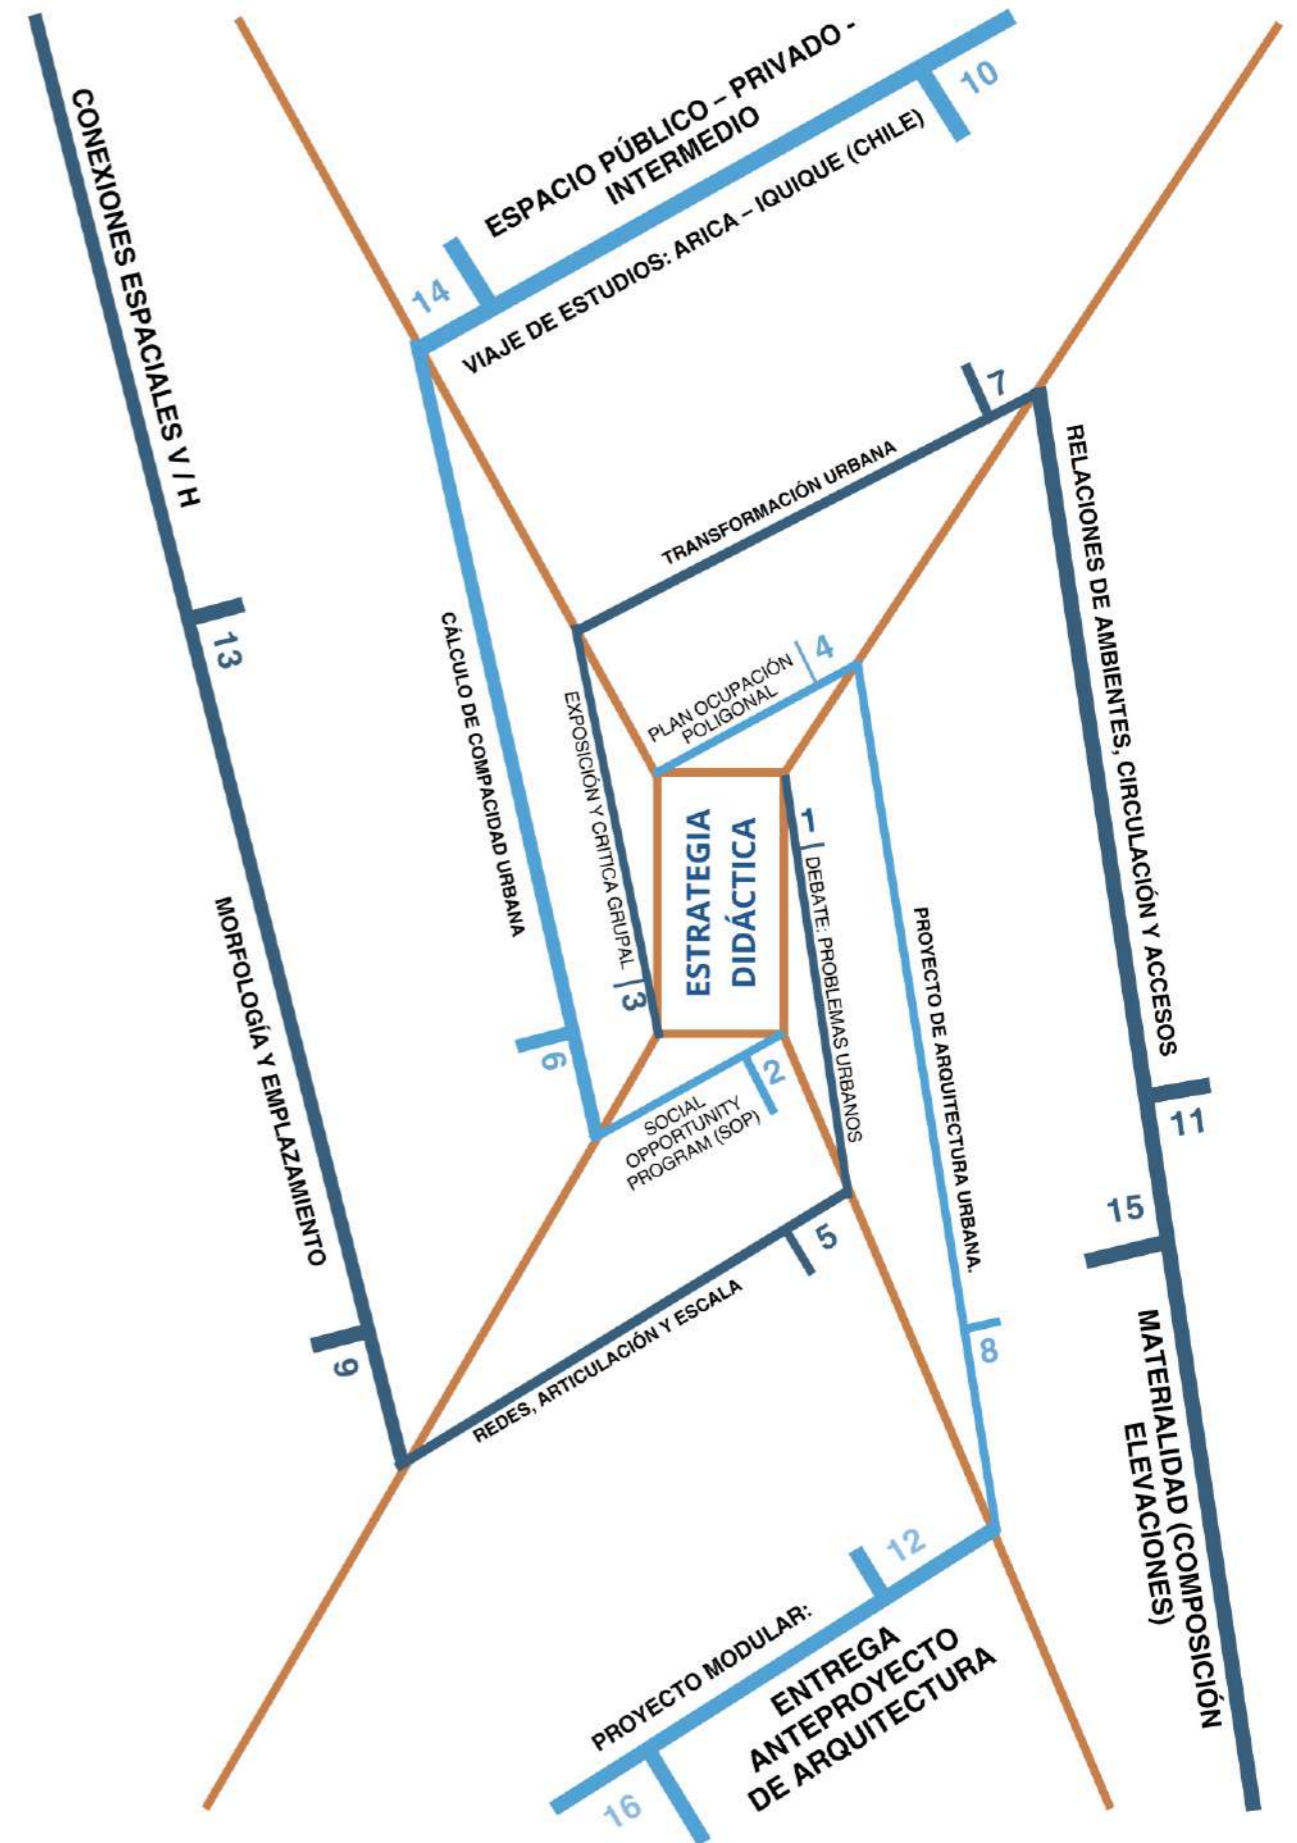 ESTRATEGIA
DIDÁCTICA
1
DEBATE: PROBLEMAS URBANOS
2
SOCIAL
OPPORTUNITY
PROGRAM (SOP)
3
EXPOSICIÓN Y CRITICA GRUPAL
4
PLAN OCUPACIÓN
POLIGONAL
5
REDES, ARTICULACIÓN Y ESCALA
6
CÁLCULO DE COMPACIDAD URBANA
7
TRANSFORMACIÓN URBANA
8
PROYECTO DE ARQUITECTURA URBANA.
9
MORFOLOGÍA Y EMPLAZAMIENTO
10
VIAJE DE ESTUDIOS: ARICA – IQUIQUE (CHILE)
11
RELACIONES DE AMBIENTES, CIRCULACIÓN Y ACCESOS
12
PROYECTO MODULAR:
13
CONEXIONES ESPACIALES V / H
14
ESPACIO PÚBLICO – PRIVADO -
INTERMEDIO
15
MATERIALIDAD (COMPOSICIÓN
ELEVACIONES)
16
ENTREGA
ANTEPROYECTO
DE ARQUITECTURA